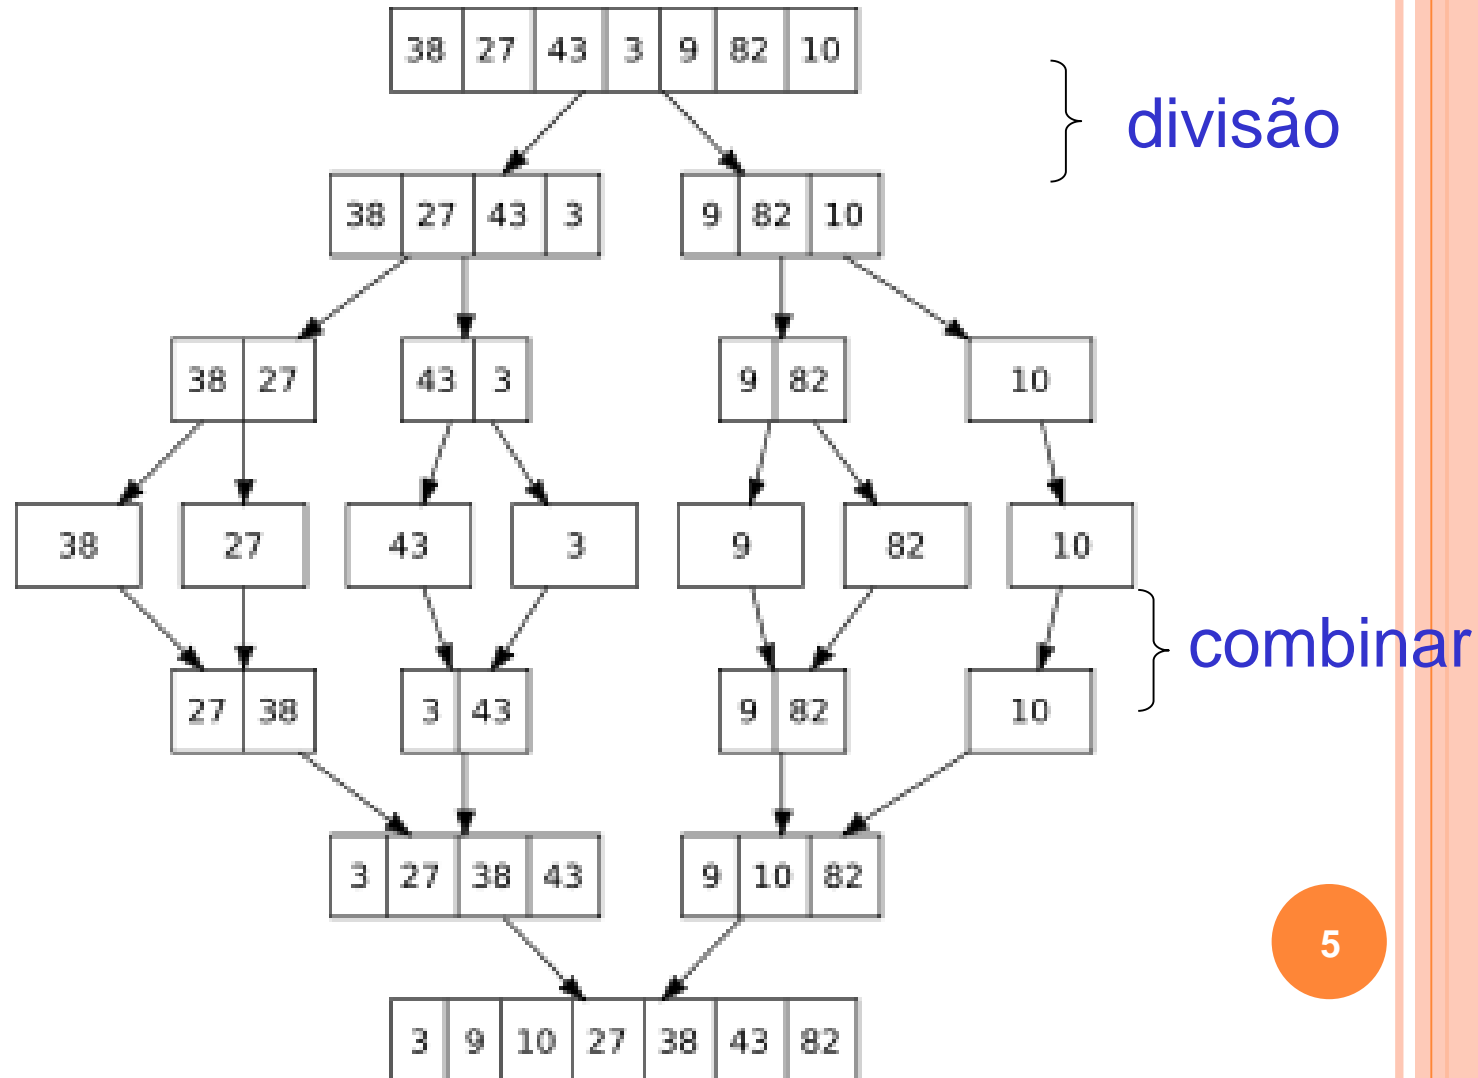 38 27 43 3 9 82 10
divisão
38 27 43 3 9 82 10
38 27 43 3 9 82 10
38 27 43 3 9 82 10
combinar
27 38 3 43 9 82 10
3 27 38 43 9 10 82
5
3 9 10 27 38 43 82